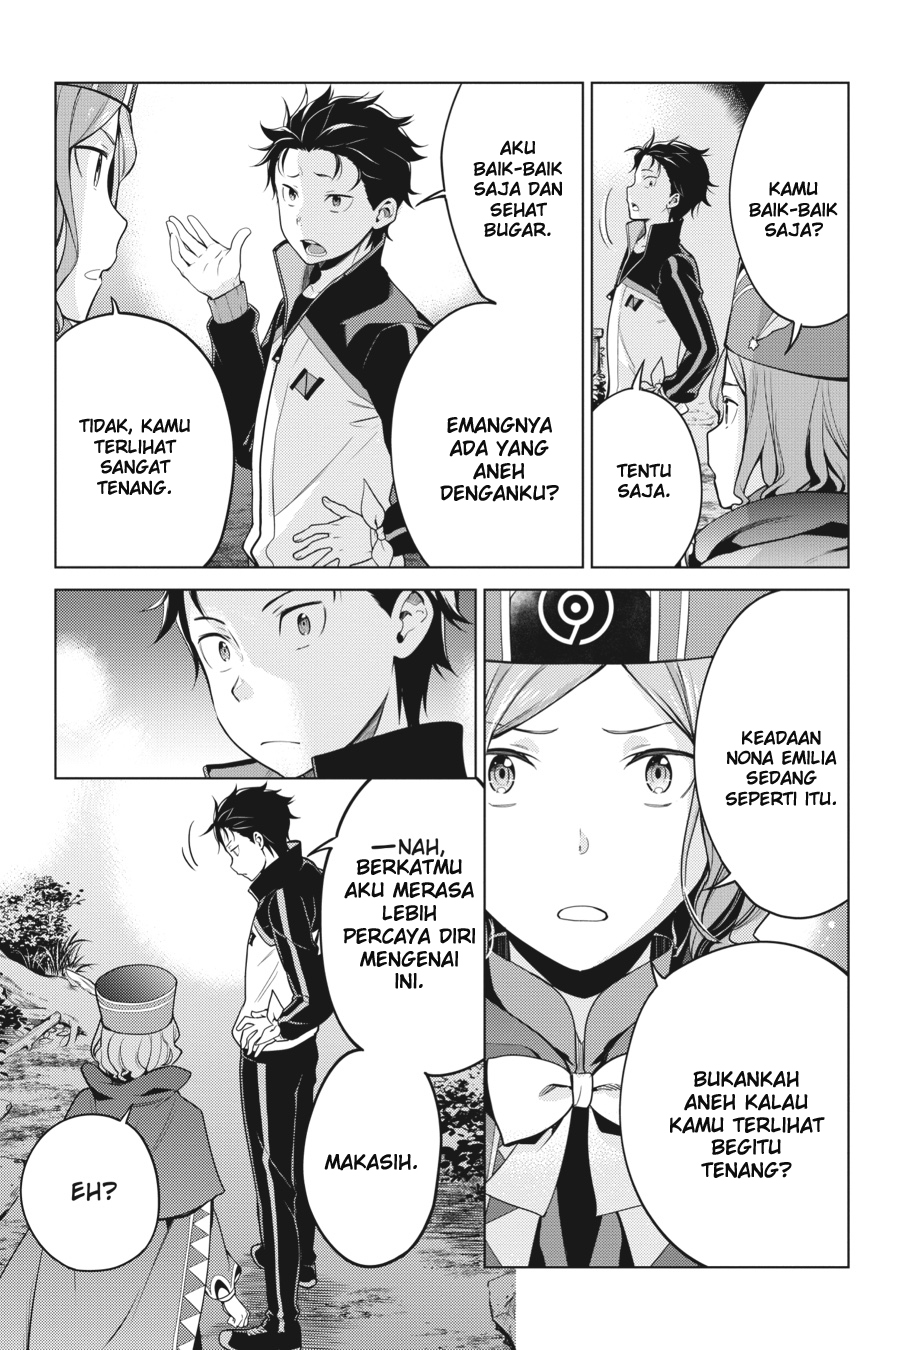 KAMU
BAIK-BAIK
SAJA?
TENTU
SAJA.
AKU
BAIK-BAIK
SAJA DAN
SEHAT
BUGAR.
EMANGNYA
ADA YANG
ANEH
DENGANKU?
TIDAK, KAMU
TERLIHAT
SANGAT
TENANG.
KEADAAN
NONA EMILIA
SEDANG
SEPERTI ITU.
BUKANKAH
ANEH KALAU
KAMU TERLIHAT
BEGITU
TENANG?
—NAH,
BERKATMU
AKU MERASA
LEBIH
PERCAYA DIRI
MENGENAI
INI.
MAKASIH.
EH?